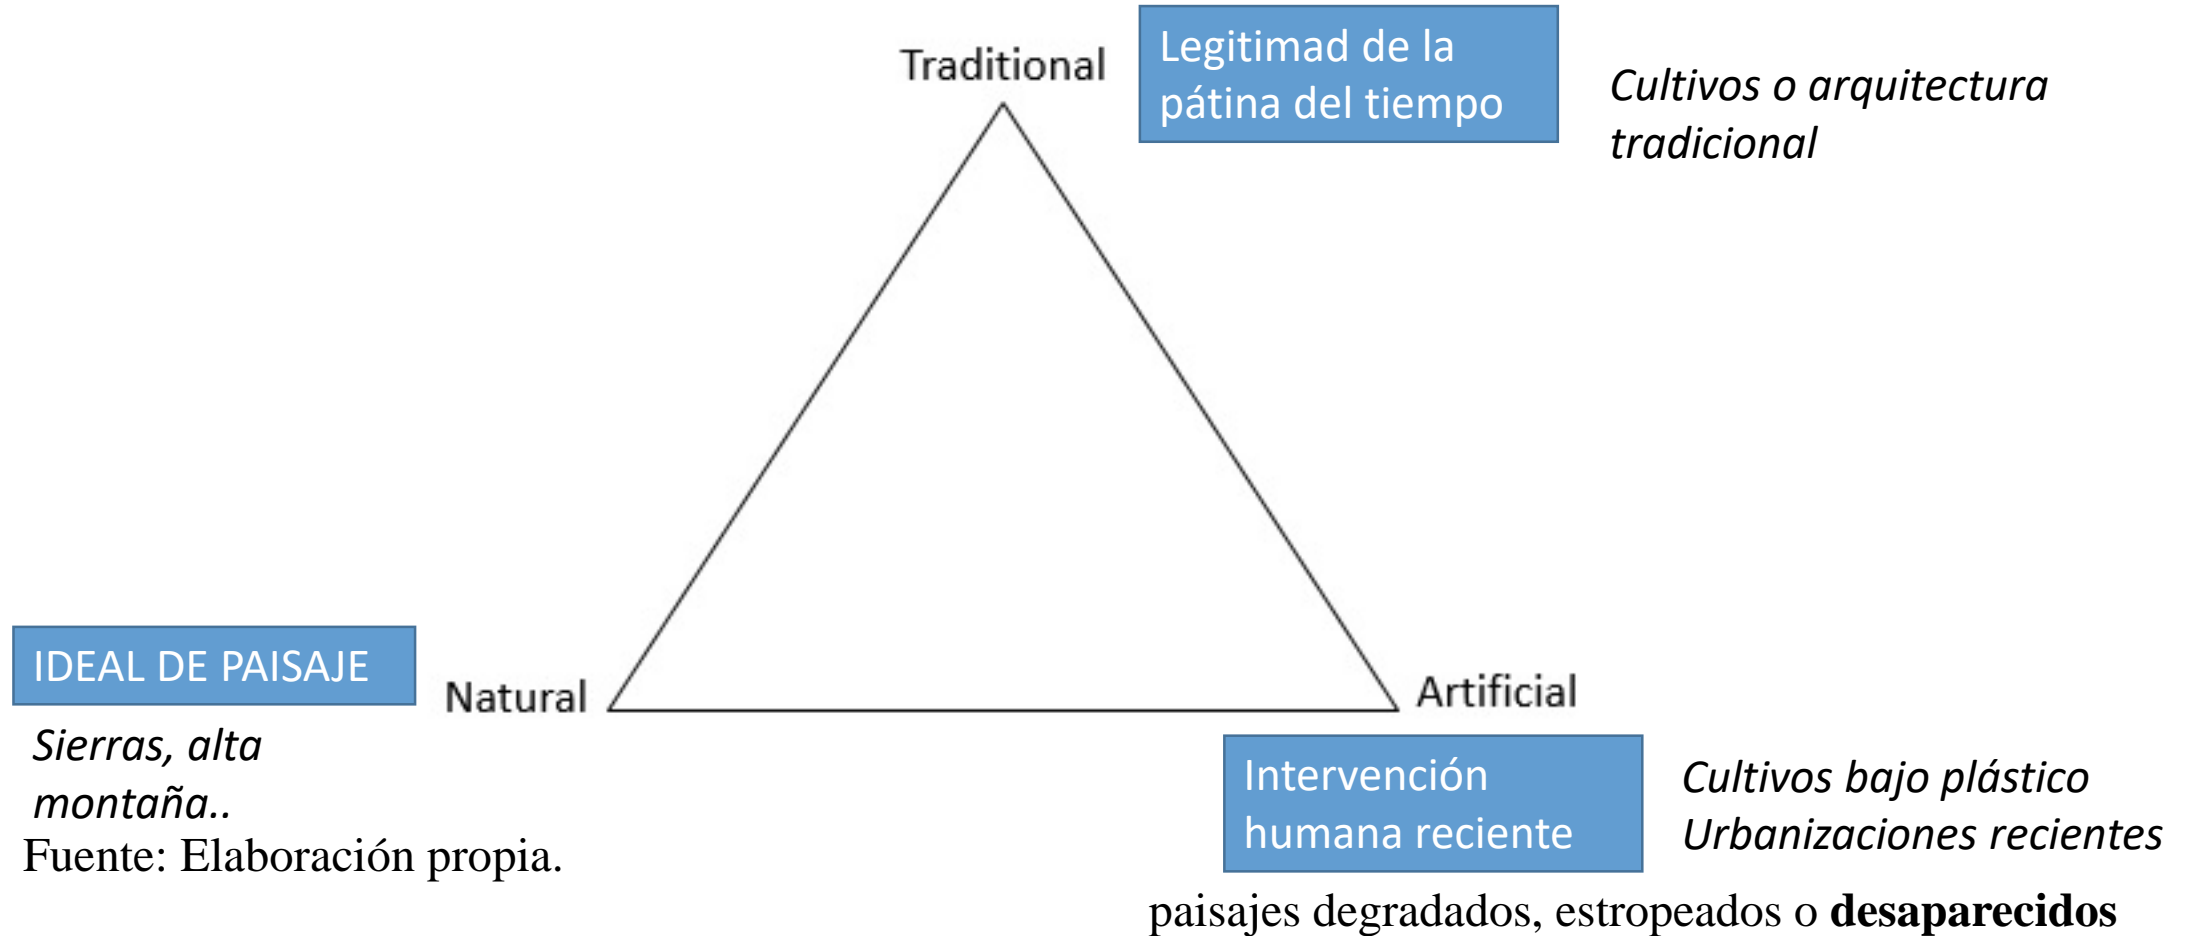 Traditional
Legitimad de la
pátina del tiempo
Cultivos o arquitectura
tradicional
IDEAL DE PAISAJE
Natural
Sierras, alta
montaña..
Fuente: Elaboración propia.
Artificial
Intervención
humana reciente
Cultivos bajo plástico
Urbanizaciones recientes
paisajes degradados, estropeados o desaparecidos